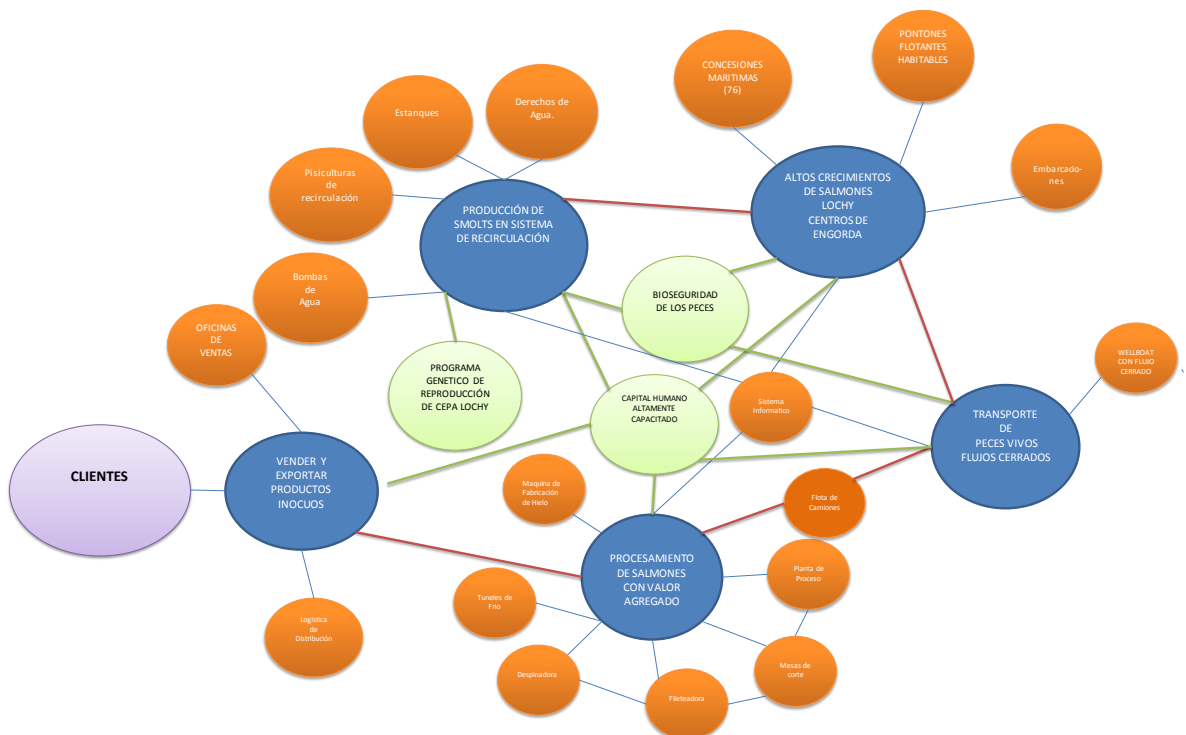 PONTONES
FLOTANTES
HABITABLES
CONCESIONES
MARITIMAS
(76)
Derechos de
Agua.
Estanques
Pisiculturas
de
recirculación
Embarcado-
nes
ALTOS CRECIMIENTOS
DE SALMONES
LOCHY
CENTROS DE
ENGORDA
PRODUCCIÓN DE
SMOLTS EN SISTEMA
DE RECIRCULACIÓN
Bombas
de
Agua
BIOSEGURIDAD
DE LOS PECES
OFICINAS
DE
VENTAS
WELLBOAT
CON FLUJO
CERRADO
PROGRAMA
GENETICO DE
REPRODUCCIÓN
DE CEPA LOCHY
CAPITAL HUMANO
ALTAMENTE
CAPACITADO
Sistema
Informatico
TRANSPORTE
DE
PECES VIVOS
FLUJOS CERRADOS
CLIENTES
VENDER Y
EXPORTAR
PRODUCTOS
INOCUOS
Maquina de
Fabricación
de Hielo
Flota de
Camiones
PROCESAMIENTO
DE SALMONES
CON VALOR
AGREGADO
Planta de
Proceso
Tuneles de
Frio
Logistica
de
Distribución
Despinadora
Fileteadora
Mesas de
corte